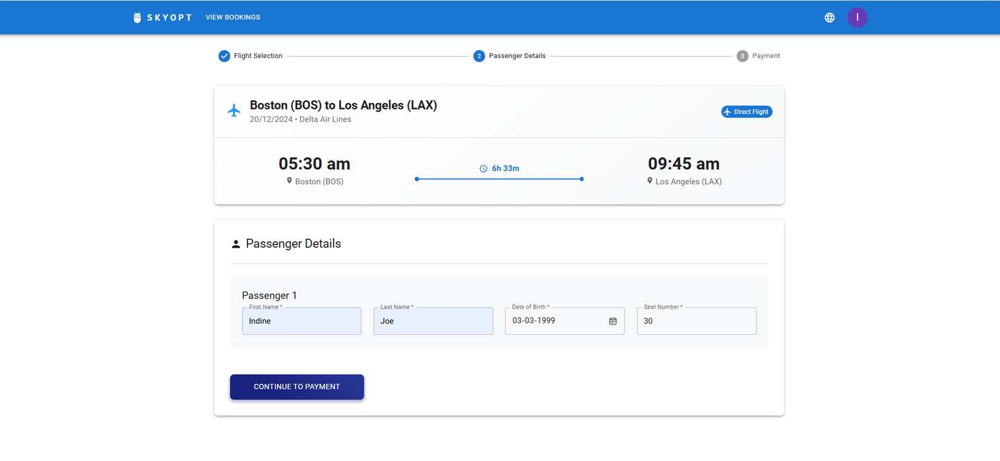 SKYOPT VIEW BOOKINGS I
Flight Selection 2 Passenger Details 3 Payment
Boston (BOS) to Los Angeles (LAX)
20/12/2024 • Delta Air Lines
Direct Flight
05:30 am 6h 33m 09:45 am
Boston (BOS) Los Angeles (LAX)
Passenger Details
Passenger 1
First Name * Last Name * Date of Birth * Seat Number *
Indine Joe 03-03-1999 30
CONTINUE TO PAYMENT